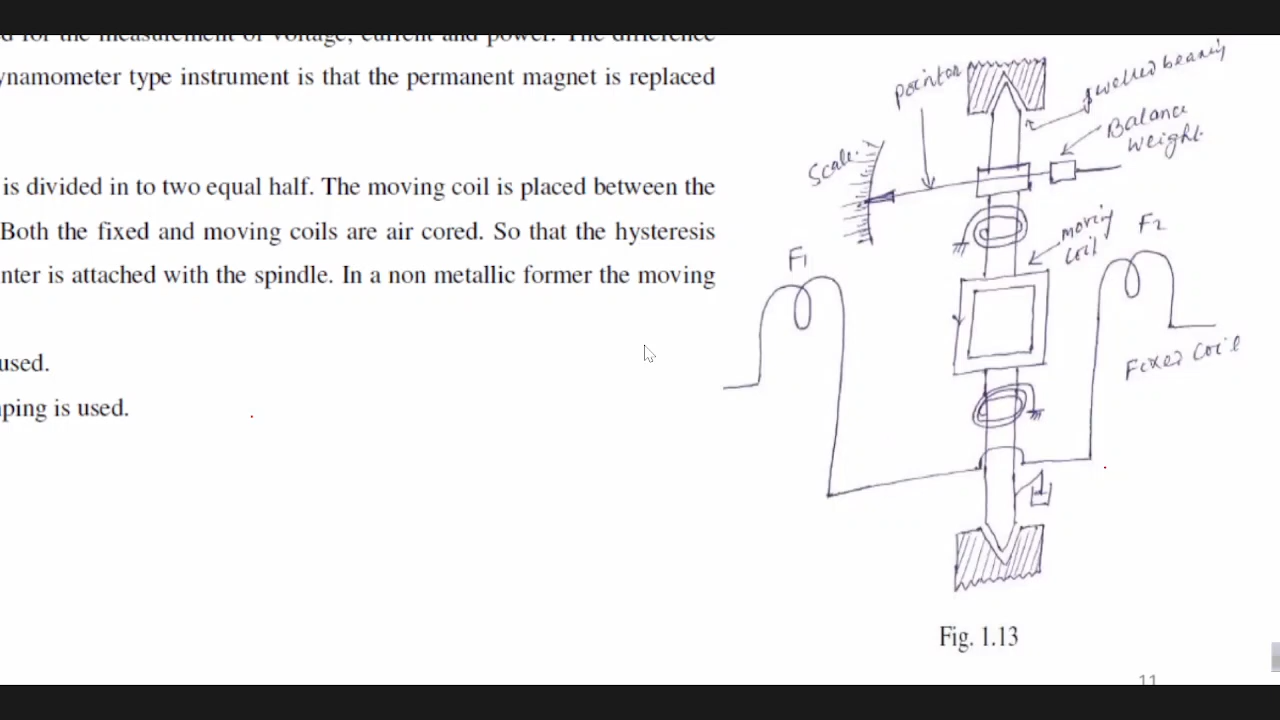 d for the measurement of voltage, current and power. The difference
ynamometer type instrument is that the permanent magnet is replaced
is divided in to two equal half. The moving coil is placed between the
Both the fixed and moving coils are air cored. So that the hysteresis
nter is attached with the spindle. In a non metallic former the moving
used.
ping is used.
pointer
Jwelled bearing
Balance
weight
Scale
moving
coil
F2
F1
Fixed coil
Fig. 1.13
11